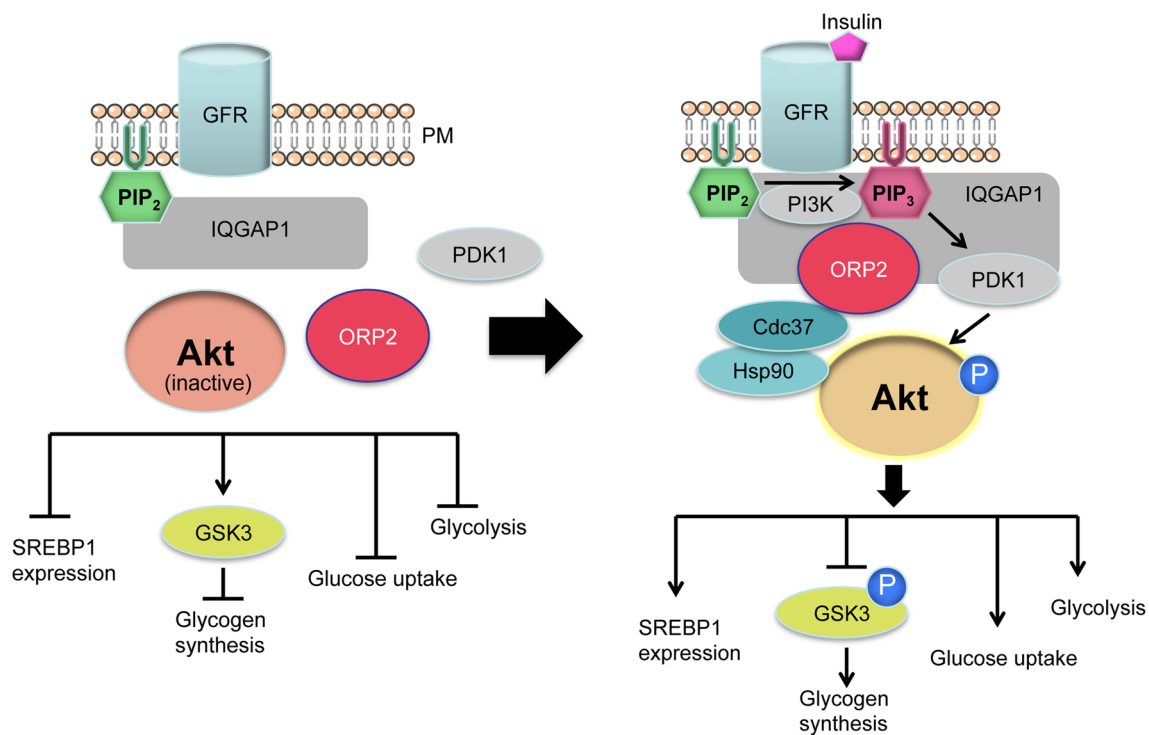 GFR
PM
PIP2
IQGAP1
PDK1
Akt
(inactive)
ORP2
SREBP1
expression
GSK3
Glycogen
synthesis
Glucose uptake
Glycolysis
Insulin
GFR
PIP2
PI3K
PIP3
IQGAP1
ORP2
PDK1
Cdc37
Hsp90
Akt
P
SREBP1
expression
P
GSK3
Glycogen
synthesis
Glucose uptake
Glycolysis